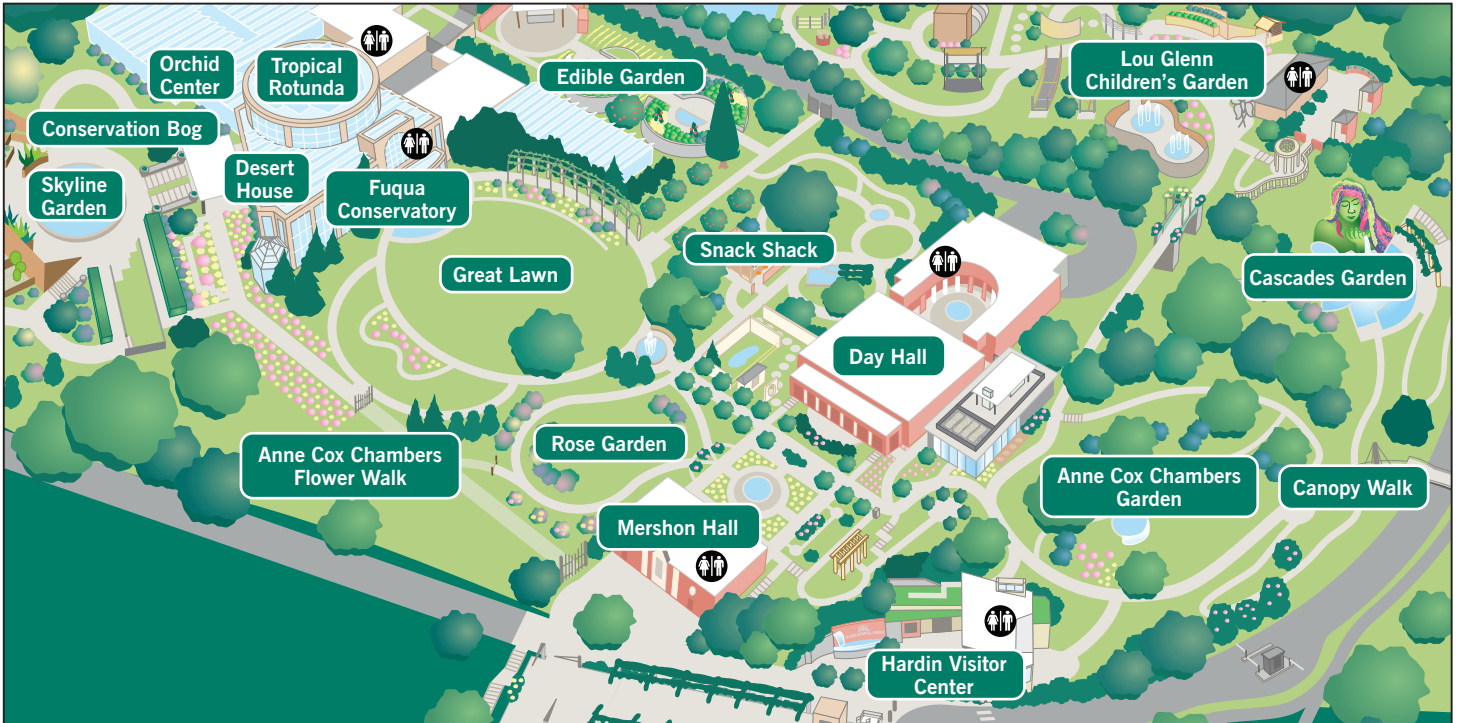 Orchid
Center
Tropical
Rotunda
Edible Garden
Lou Glenn
Children's Garden
Conservation Bog
Skyline
Garden
Desert
House
Fuqua
Conservatory
Great Lawn
Snack Shack
Cascades Garden
Day Hall
Rose Garden
Anne Cox Chambers
Flower Walk
Anne Cox Chambers
Garden
Canopy Walk
Mershon Hall
Hardin Visitor
Center